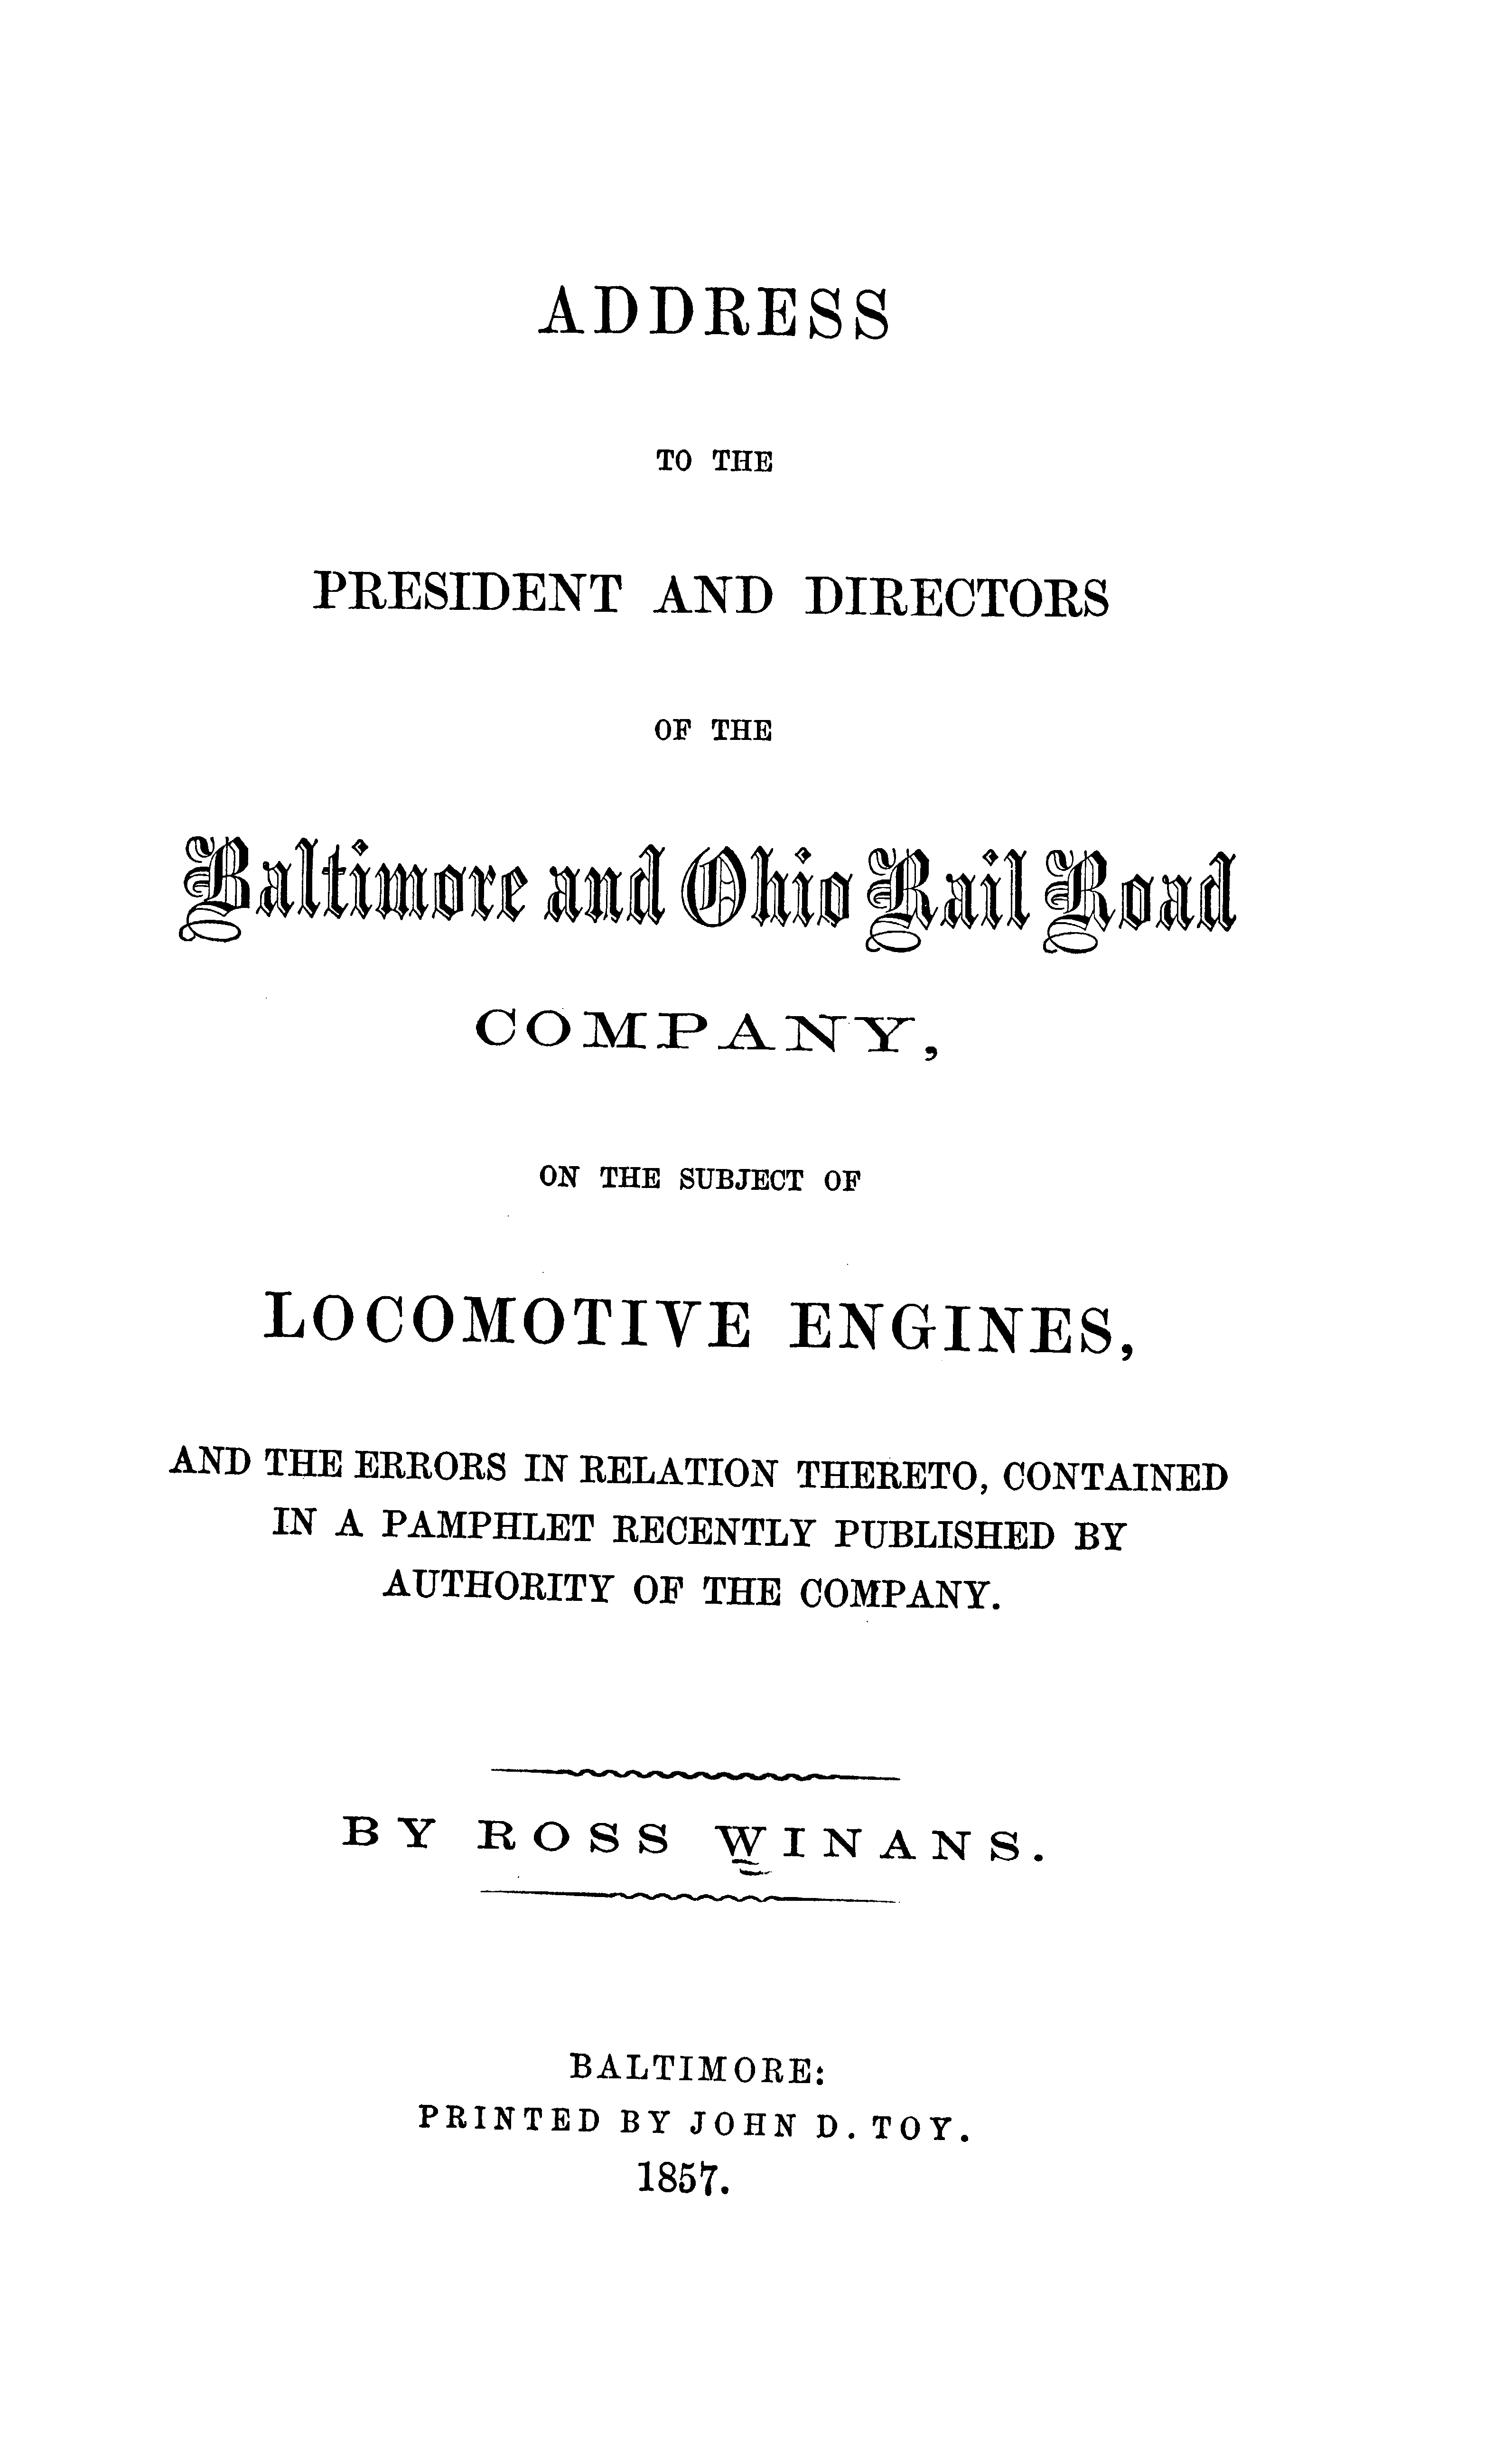 ADDRESS
TO THE
PRESIDENT AND DIRECTORS
OF THE
Baltimore and Ohio Rail Road
COMPANY,
ON THE SUBJECT OF
LOCOMOTIVE ENGINES,
AND THE ERRORS IN RELATION THERETO, CONTAINED
IN A PAMPHLET RECENTLY PUBLISHED BY
AUTHORITY OF THE COMPANY.
BY ROSS WINANS.
BALTIMORE:
PRINTED BY JOHN D. TOY.
1857.